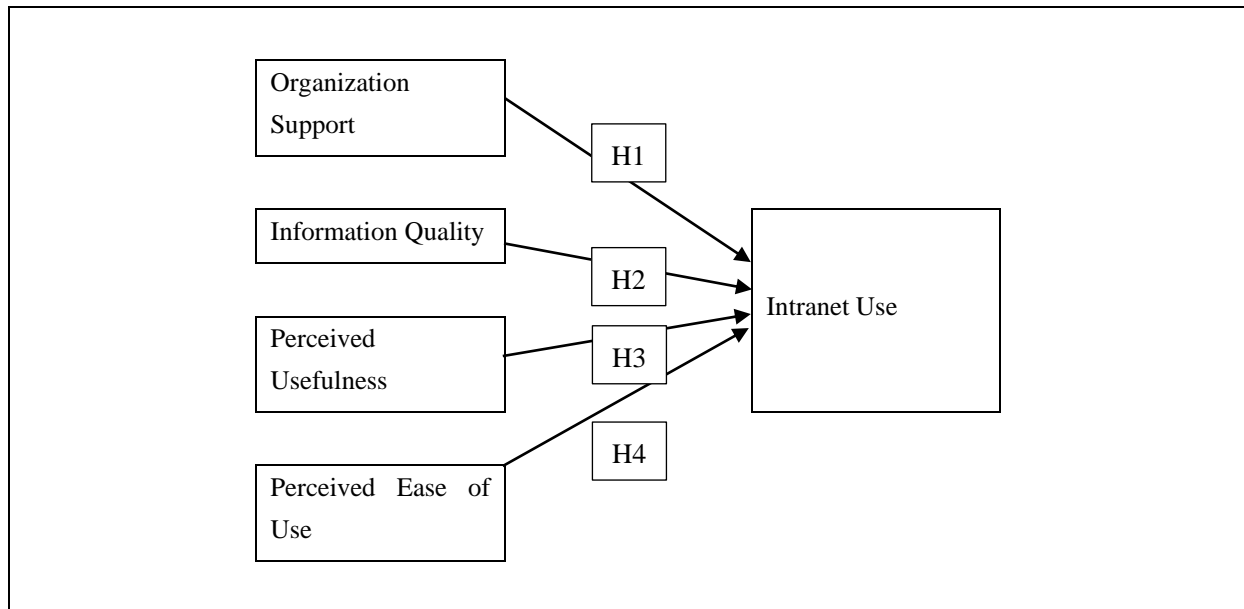 Organization
Support
H1
Information Quality
H2
Intranet Use
Perceived
Usefulness
H3
H4
Perceived Ease of
Use